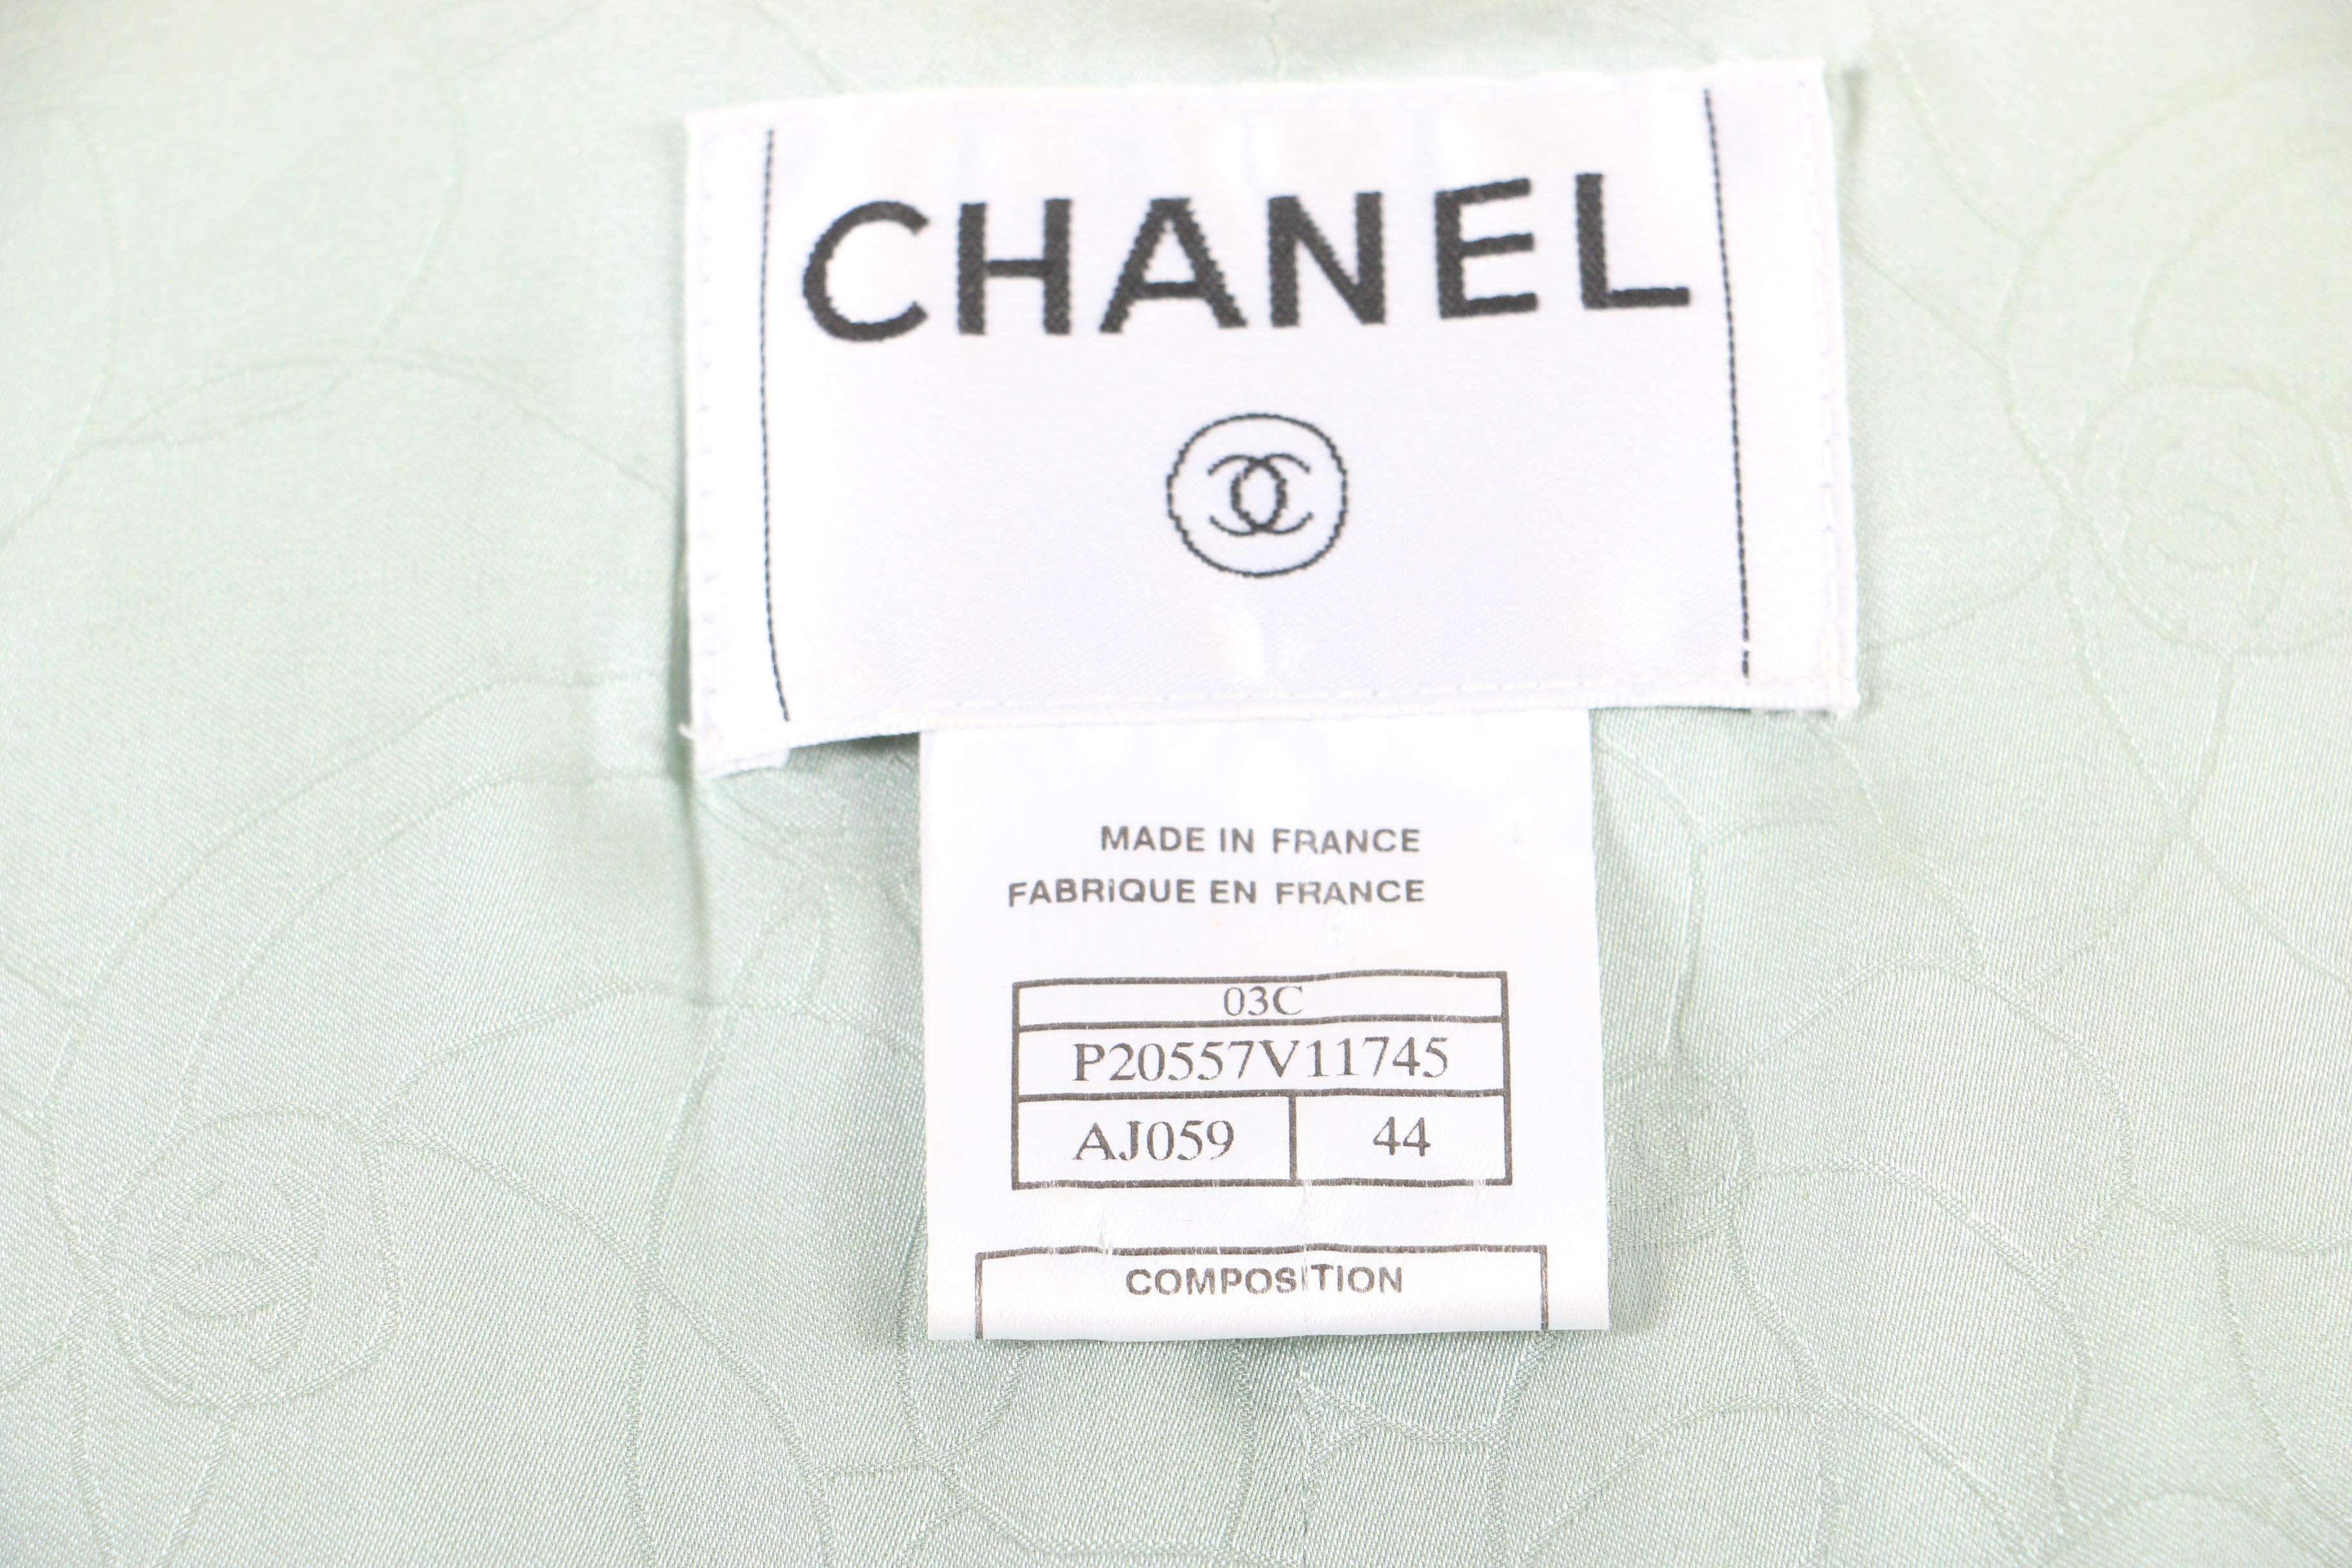 CHANEL
MADE IN FRANCE
FABRIQUE EN FRANCE
03C
P20557V11745
AJ059 44
COMPOSITION